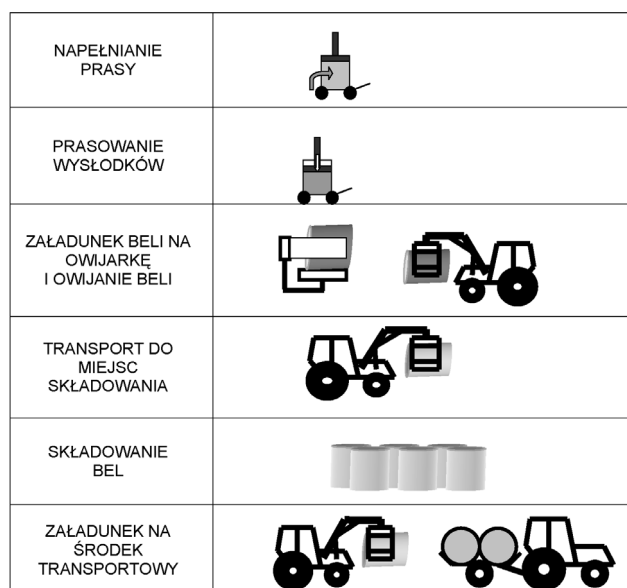 NAPEŁNIANIE
PRASY
PRASOWANIE
WYSŁODKÓW
ZAŁADUNEK BELI NA
OWIJARKĘ
I OWIJANIE BELI
TRANSPORT DO
MIEJSC
SKŁADOWANIA
SKŁADOWANIE
BEL
ZAŁADUNEK NA
ŚRODEK
TRANSPORTOWY